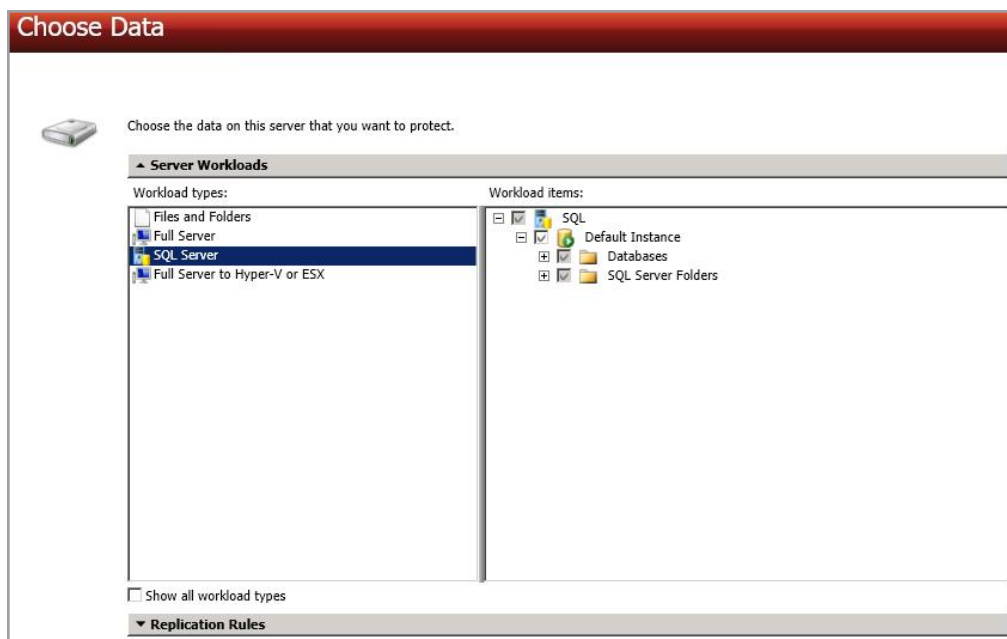 Choose Data
Choose the data on this server that you want to protect.
Server Workloads
Workload types:
Files and Folders
Full Server
SQL Server
Full Server to Hyper-V or ESX
Workload items:
SQL
Default Instance
Databases
SQL Server Folders
Show all workload types
Replication Rules